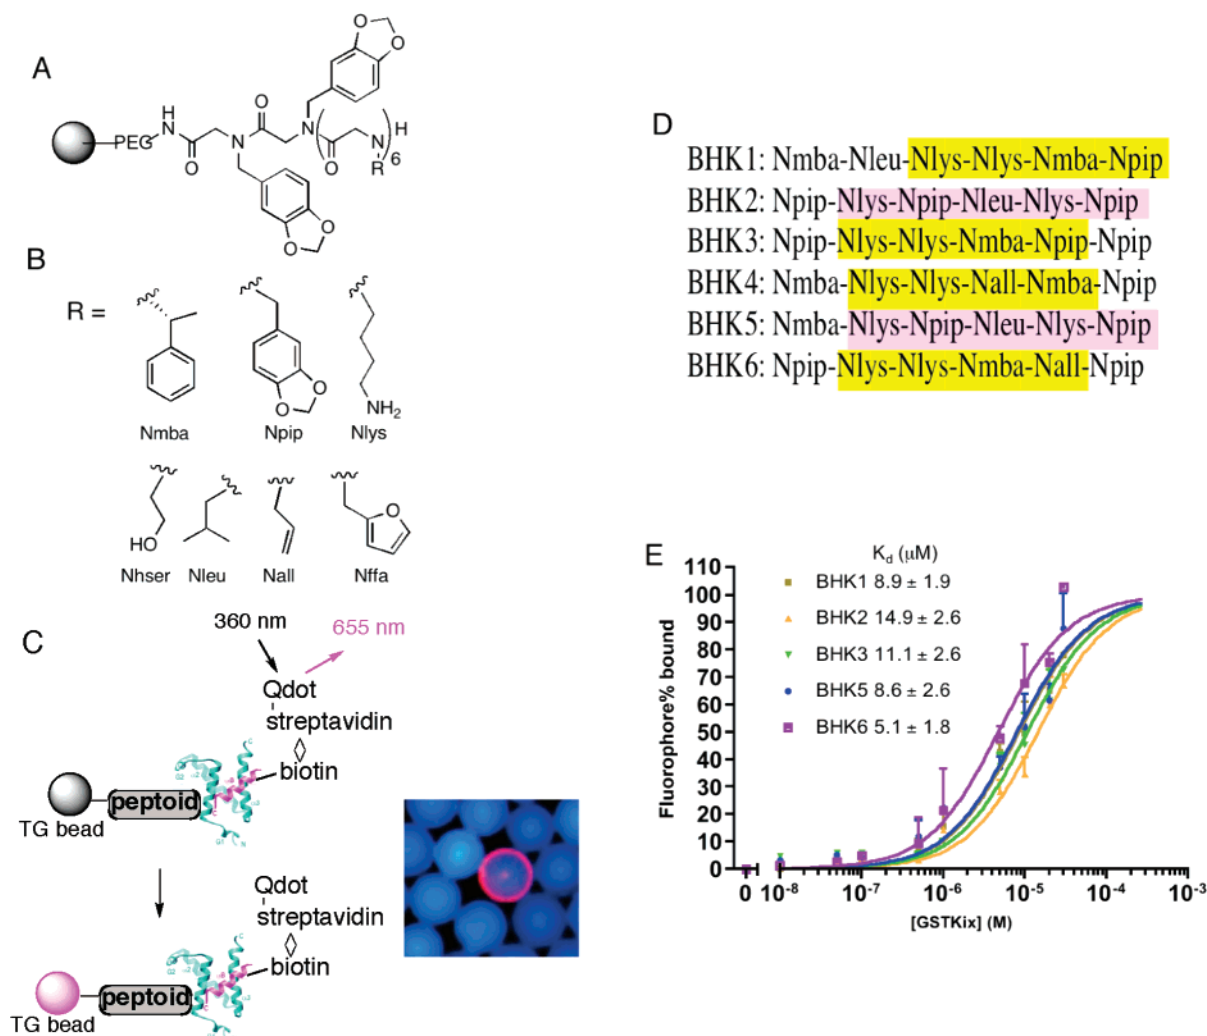 A
PEG
H
N
O
N
O
O
O
N
O
O
O
N
R
H
6
B
R =
O
O
NH2
Nmba Npip Nlys
HO
O
Nhser Nleu Nall Nffa
C
360 nm
655 nm
Qdot
streptavidin
biotin
peptoid
TG bead
Qdot
streptavidin
biotin
peptoid
TG bead
D
BHK1: Nmba-Nleu-Nlys-Nlys-Nmba-Npip
BHK2: Npip-Nlys-Npip-Nleu-Nlys-Npip
BHK3: Npip-Nlys-Nlys-Nmba-Npip-Npip
BHK4: Nmba-Nlys-Nlys-Nall-Nmba-Npip
BHK5: Nmba-Nlys-Npip-Nleu-Nlys-Npip
BHK6: Npip-Nlys-Nlys-Nmba-Nall-Npip
E
Kd (μM)
BHK1 8.9 ± 1.9
BHK2 14.9 ± 2.6
BHK3 11.1 ± 2.6
BHK5 8.6 ± 2.6
BHK6 5.1 ± 1.8
Fluorophore% bound
110
100
90
80
70
60
50
40
30
20
10
0
0 10-8 10-7 10-6 10-5 10-4 10-3
[GSTKix] (M)